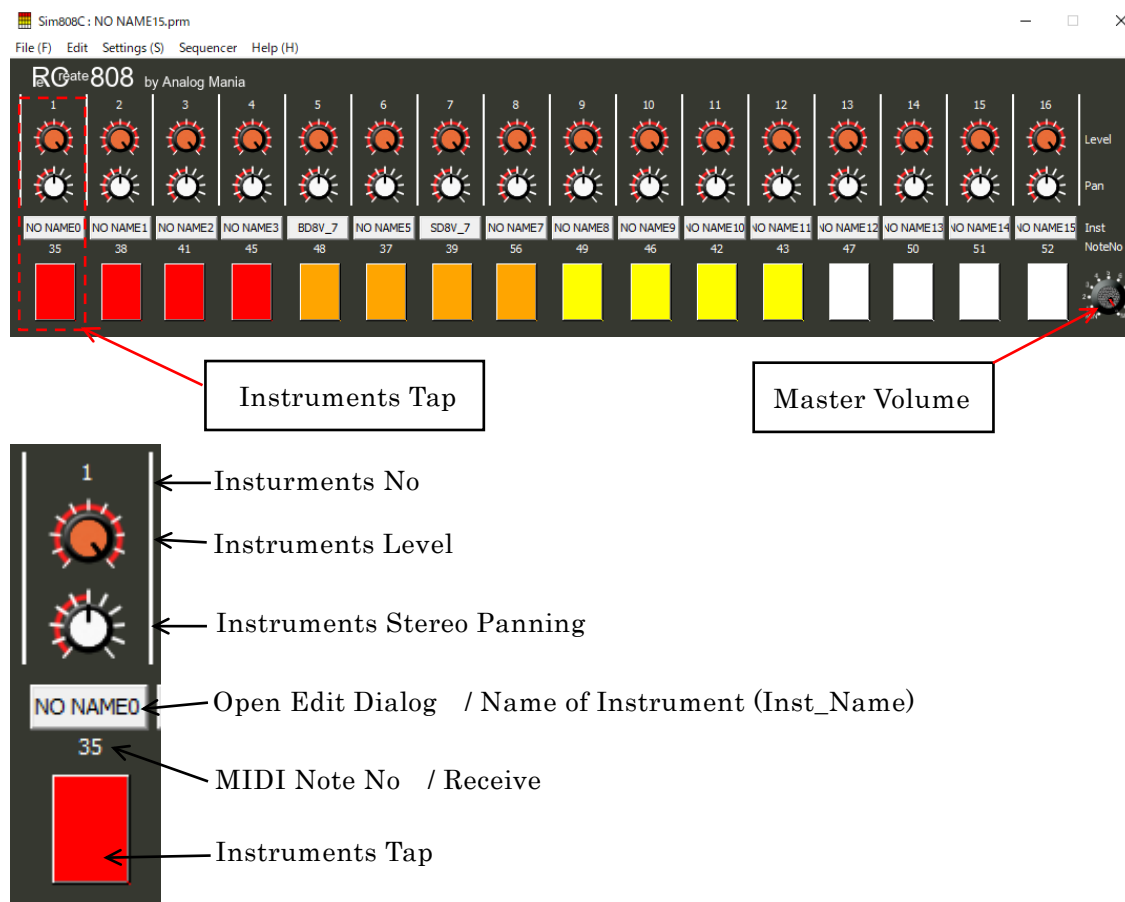 Sim808C : NO NAME15.prm
File (F) Edit Settings (S) Sequencer Help (H)
ReCreate808 by Analog Mania
1 2 3 4 5 6 7 8 9 10 11 12 13 14 15 16
Level
Pan
NO NAME0 NO NAME1 NO NAME2 NO NAME3 BD8V_7 NO NAME5 SD8V_7 NO NAME7 NO NAME8 NO NAME9 NO NAME10 NO NAME11 NO NAME12 NO NAME13 NO NAME14 NO NAME15 Inst
35 38 41 45 48 37 39 56 49 46 42 43 47 50 51 52 NoteNo
Instruments Tap
Master Volume
1
Insturments No
Instruments Level
Instruments Stereo Panning
NO NAME0
Open Edit Dialog / Name of Instrument (Inst_Name)
35
MIDI Note No / Receive
Instruments Tap